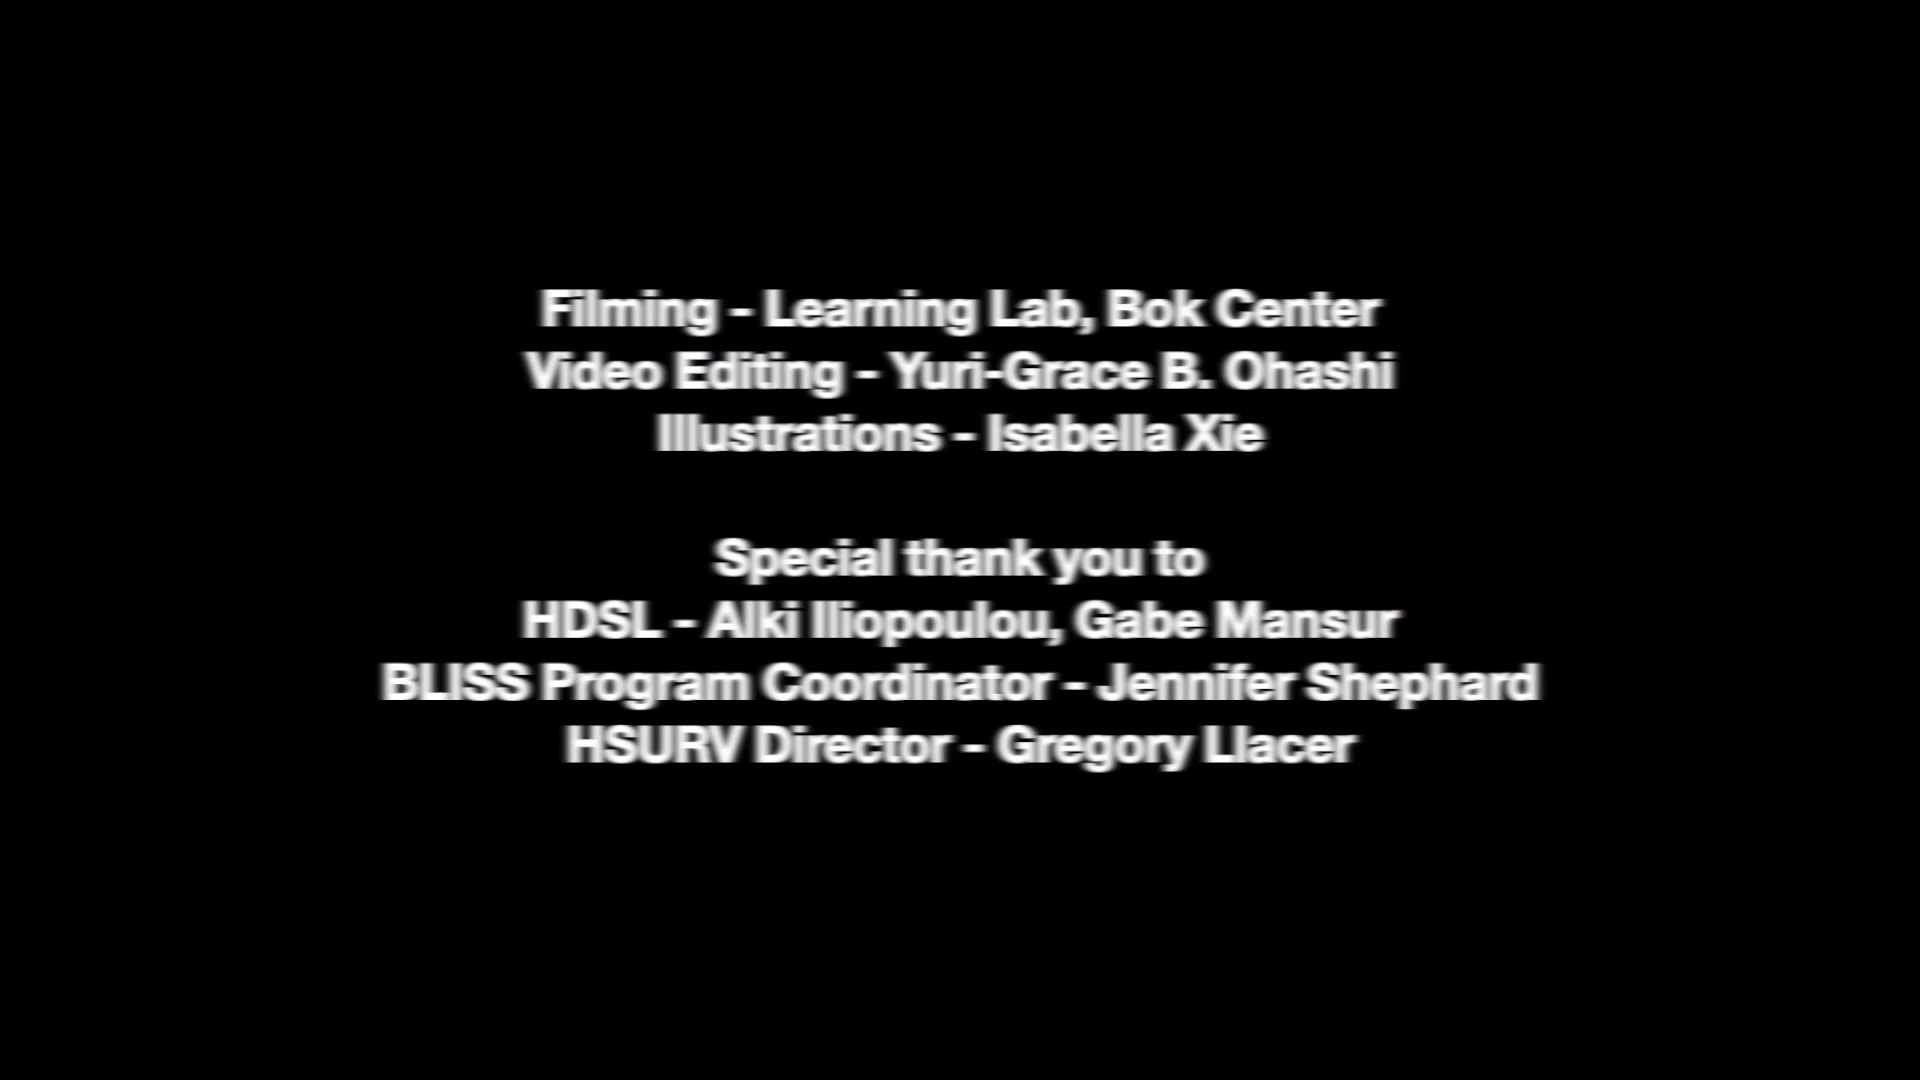 Filming - Learning Lab, Bok Center
Video Editing - Yuri-Grace B. Ohashi
Illustrations - Isabella Xie
Special thank you to
HDSL - Alki Iliopoulou, Gabe Mansur
BLISS Program Coordinator - Jennifer Shephard
HSURV Director - Gregory Llacer